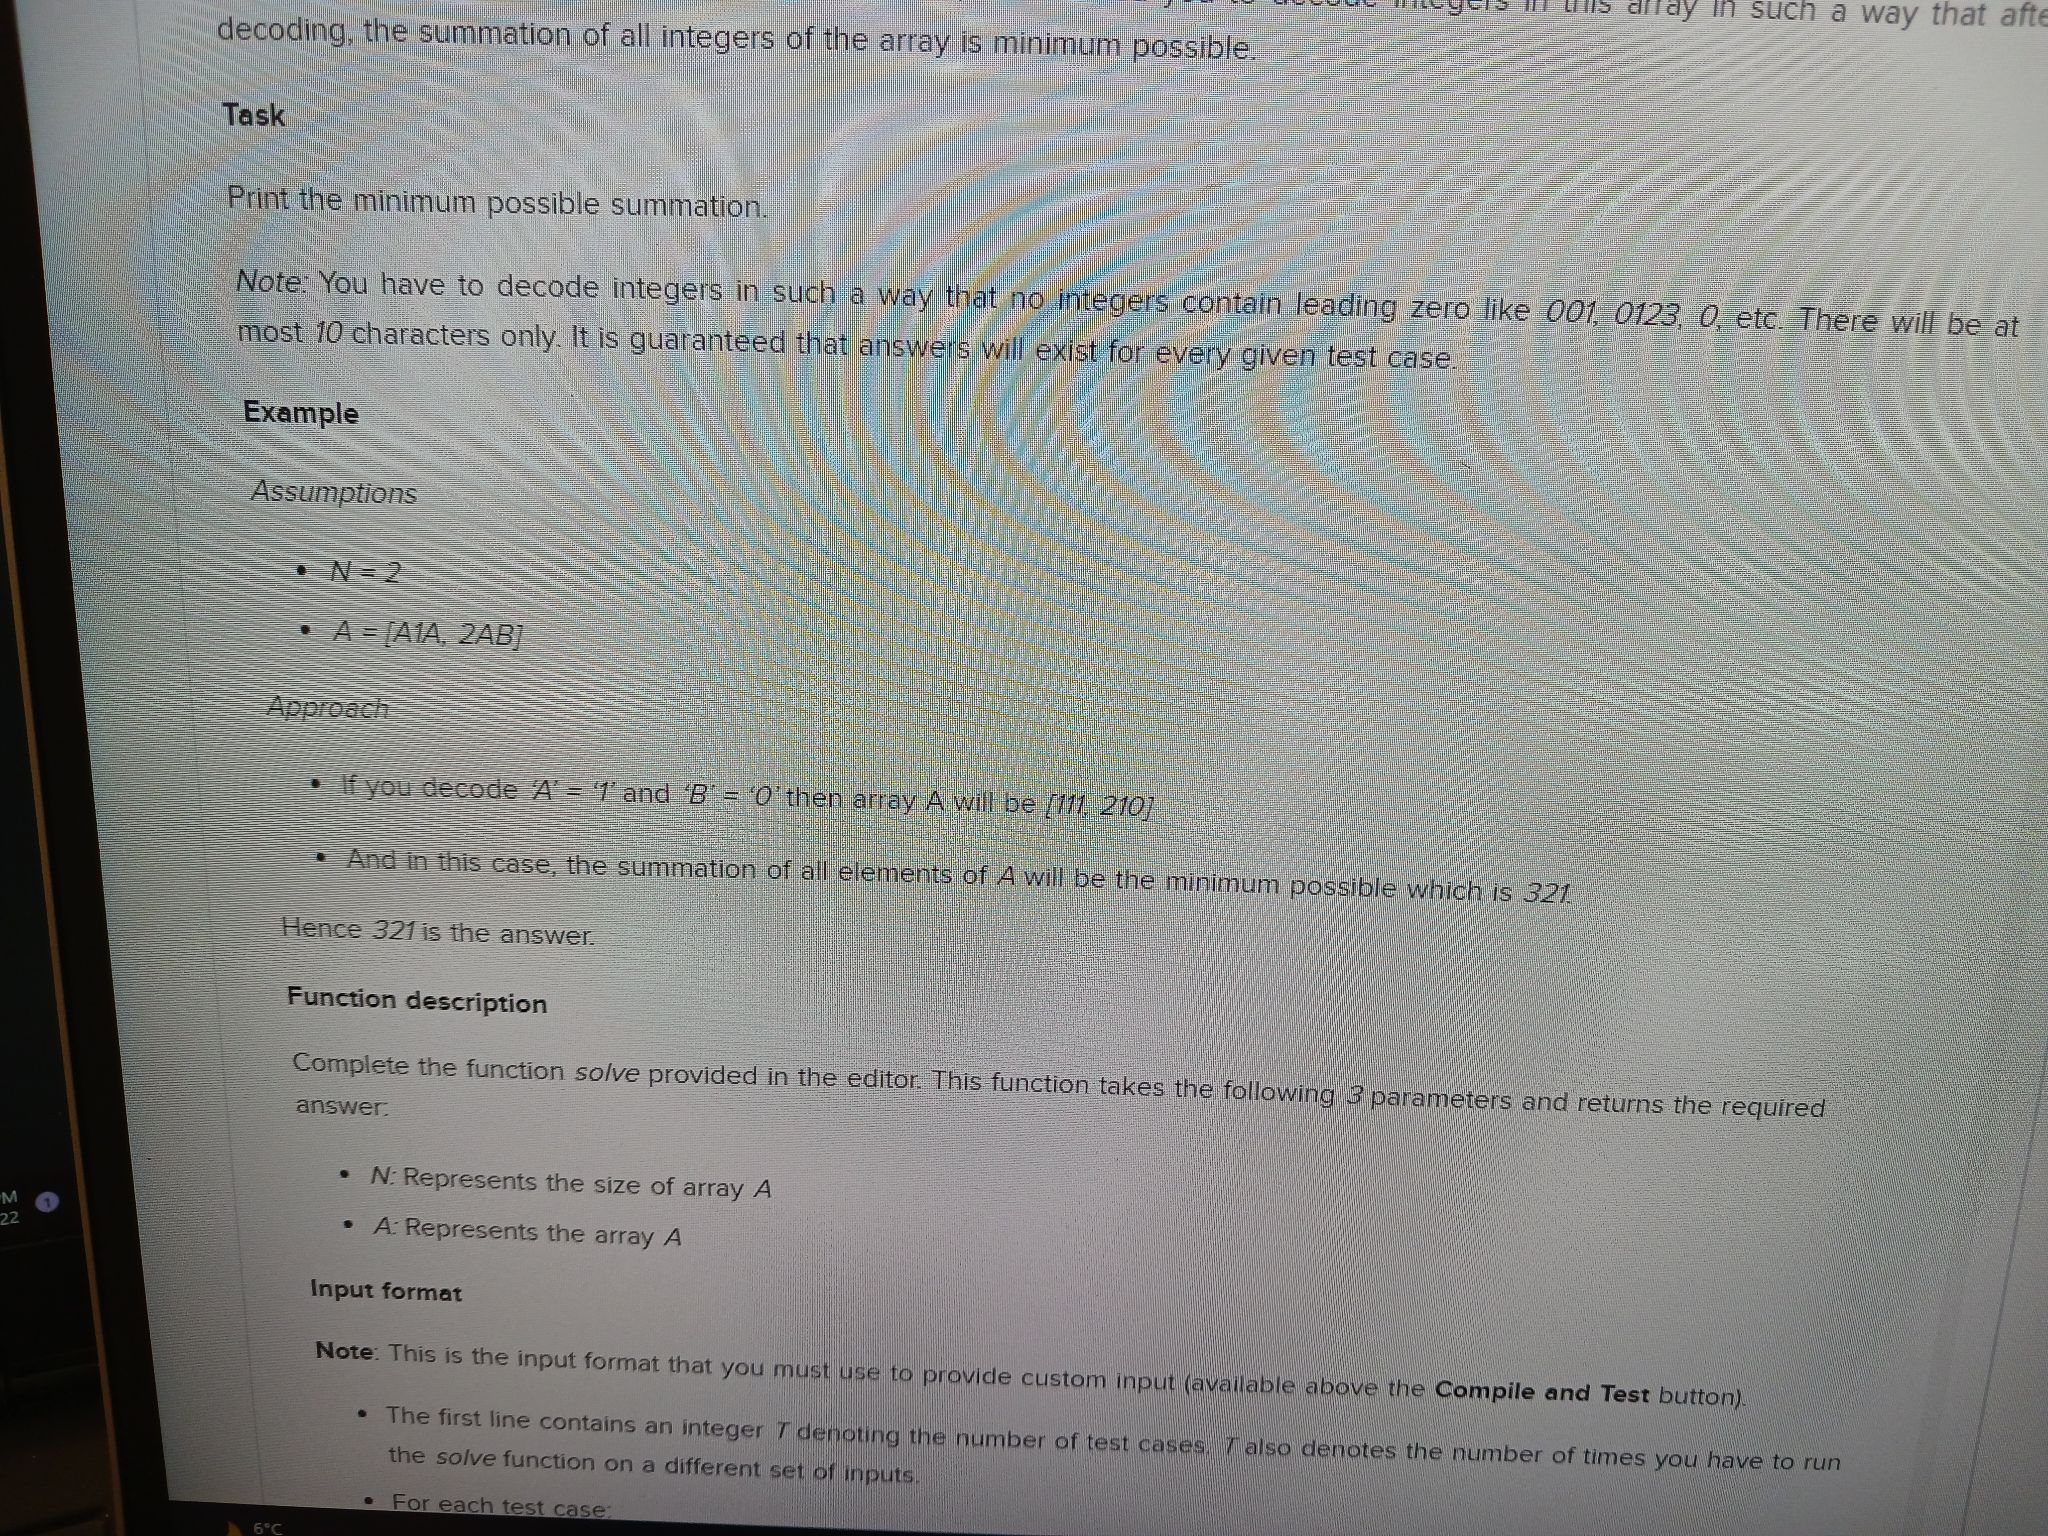 integers in this array in such a way that afte
decoding, the summation of all integers of the array is minimum possible.
Task
Print the minimum possible summation.
Note: You have to decode integers in such a way that no integers contain leading zero like 001, 0123, 0, etc. There will be at
most 10 characters only. It is guaranteed that answers will exist for every given test case.
Example
Assumptions
• N = 2
• A = [A1A, 2AB]
Approach
• If you decode 'A' = '1' and 'B' = '0' then array A will be [111, 210]
• And in this case, the summation of all elements of A will be the minimum possible which is 321.
Hence 321 is the answer.
Function description
Complete the function solve provided in the editor. This function takes the following 3 parameters and returns the required
answer:
• N: Represents the size of array A
• A: Represents the array A
Input format
Note: This is the input format that you must use to provide custom input (available above the Compile and Test button).
• The first line contains an integer T denoting the number of test cases. T also denotes the number of times you have to run
the solve function on a different set of inputs.
• For each test case:
M
22
1
6°C